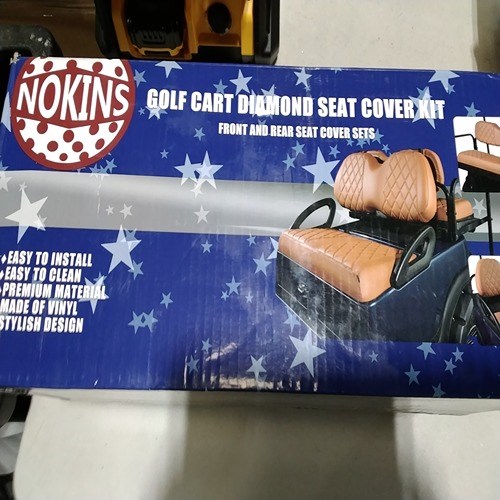 NOKINS
GOLF CART DIAMOND SEAT COVER KIT
FRONT AND REAR SEAT COVER SETS
EASY TO INSTALL
EASY TO CLEAN
PREMIUM MATERIAL
MADE OF VINYL
STYLISH DESIGN